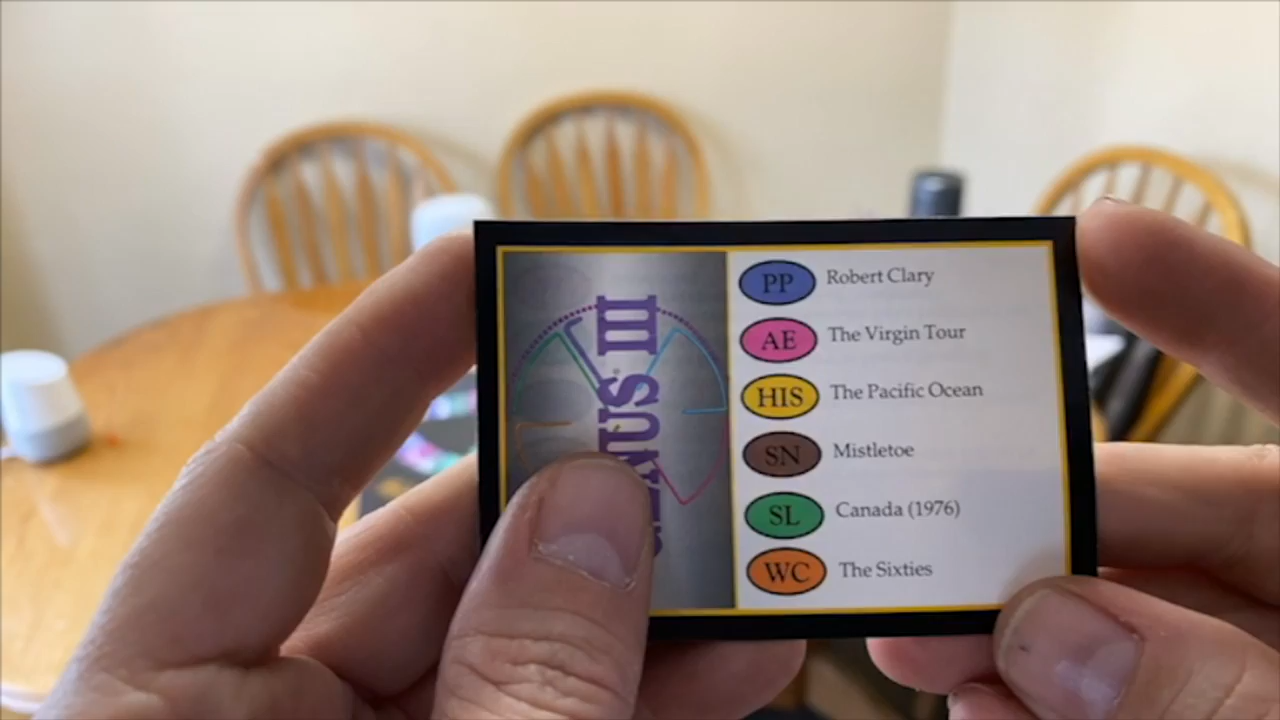 PP Robert Clary
AE The Virgin Tour
HIS The Pacific Ocean
SN Mistletoe
SL Canada (1976)
WC The Sixties
III